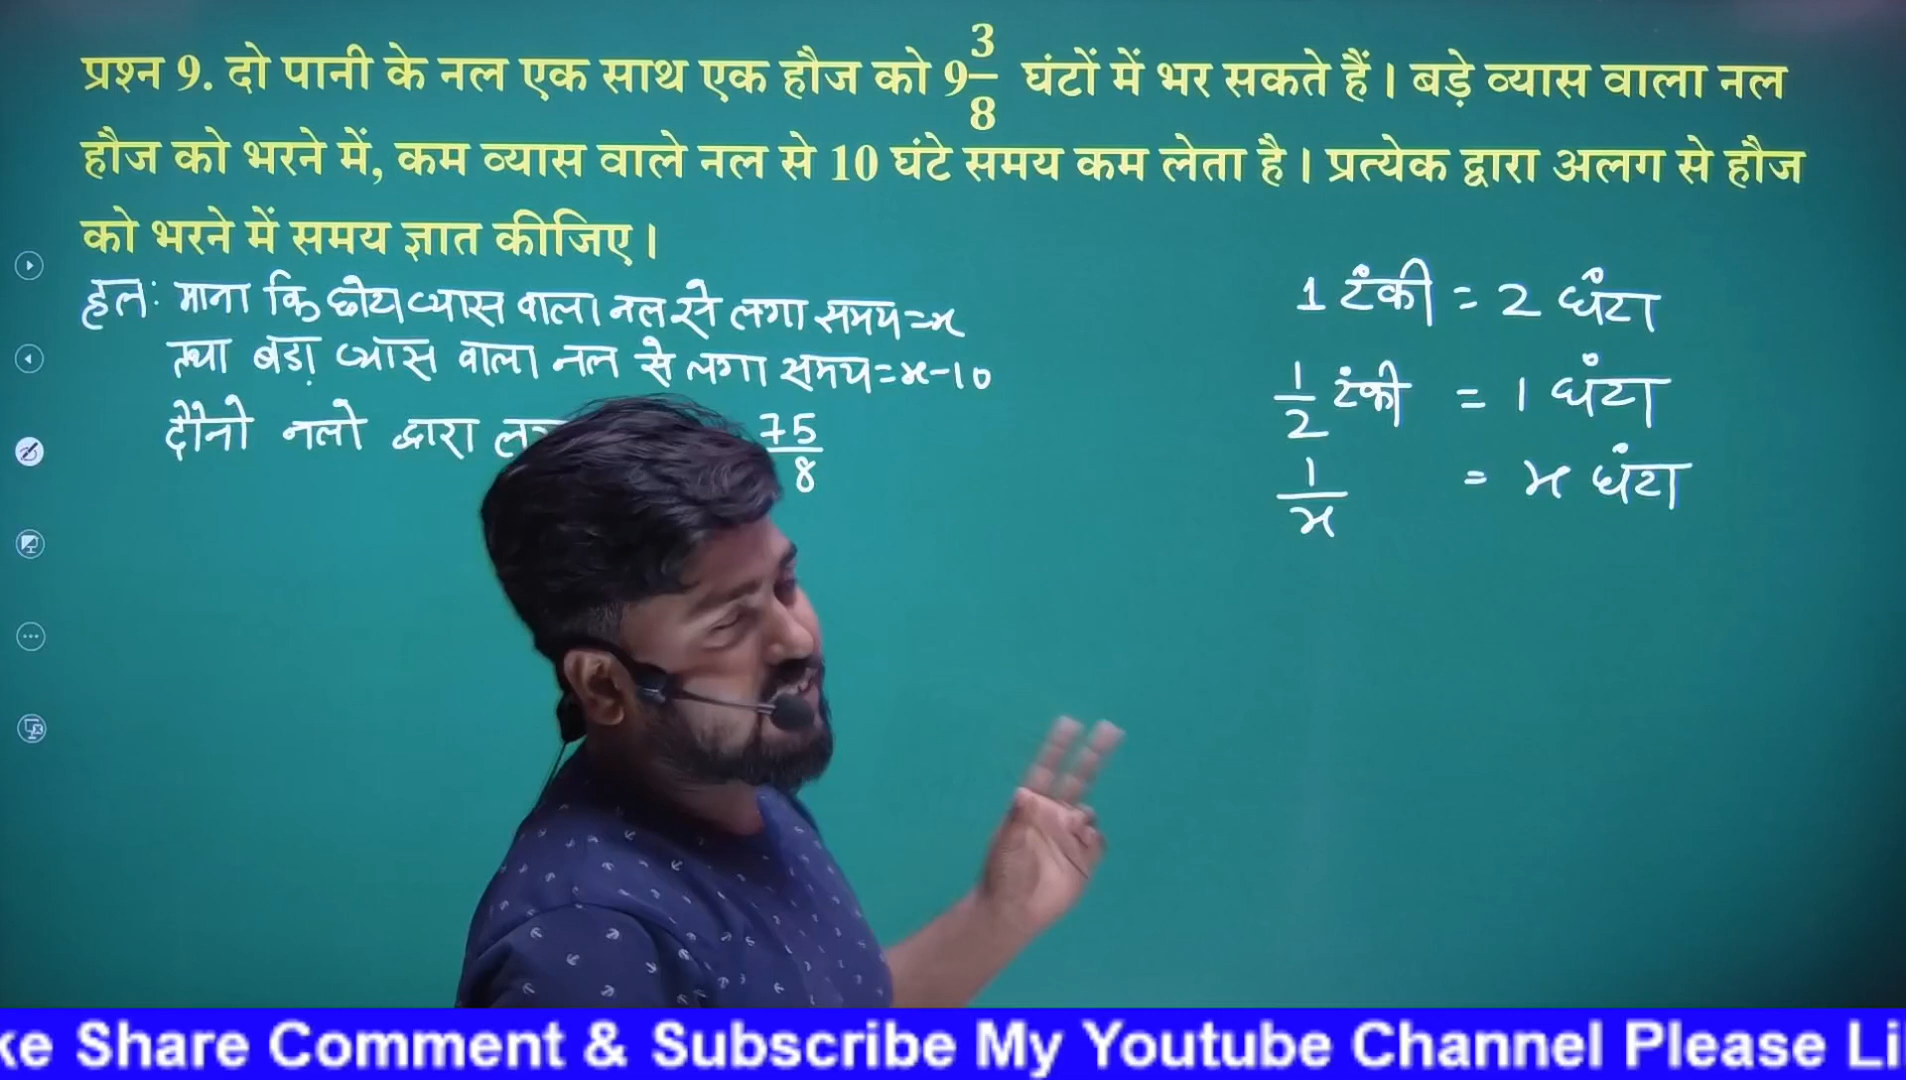 प्रश्न 9. दो पानी के नल एक साथ एक हौज को 9 3/8 घंटों में भर सकते हैं। बड़े व्यास वाला नल
हौज को भरने में, कम व्यास वाले नल से 10 घंटे समय कम लेता है। प्रत्येक द्वारा अलग से हौज
को भरने में समय ज्ञात कीजिए।
हल: माना कि छोटा व्यास वाला नल से लगा समय = x
तथा बड़ा व्यास वाला नल से लगा समय = x-10
दोनो नलो द्वारा 75/8
1 टंकी = 2 घंटा
1/2 टंकी = 1 घंटा
1/x = x घंटा
ke Share Comment & Subscribe My Youtube Channel Please Li